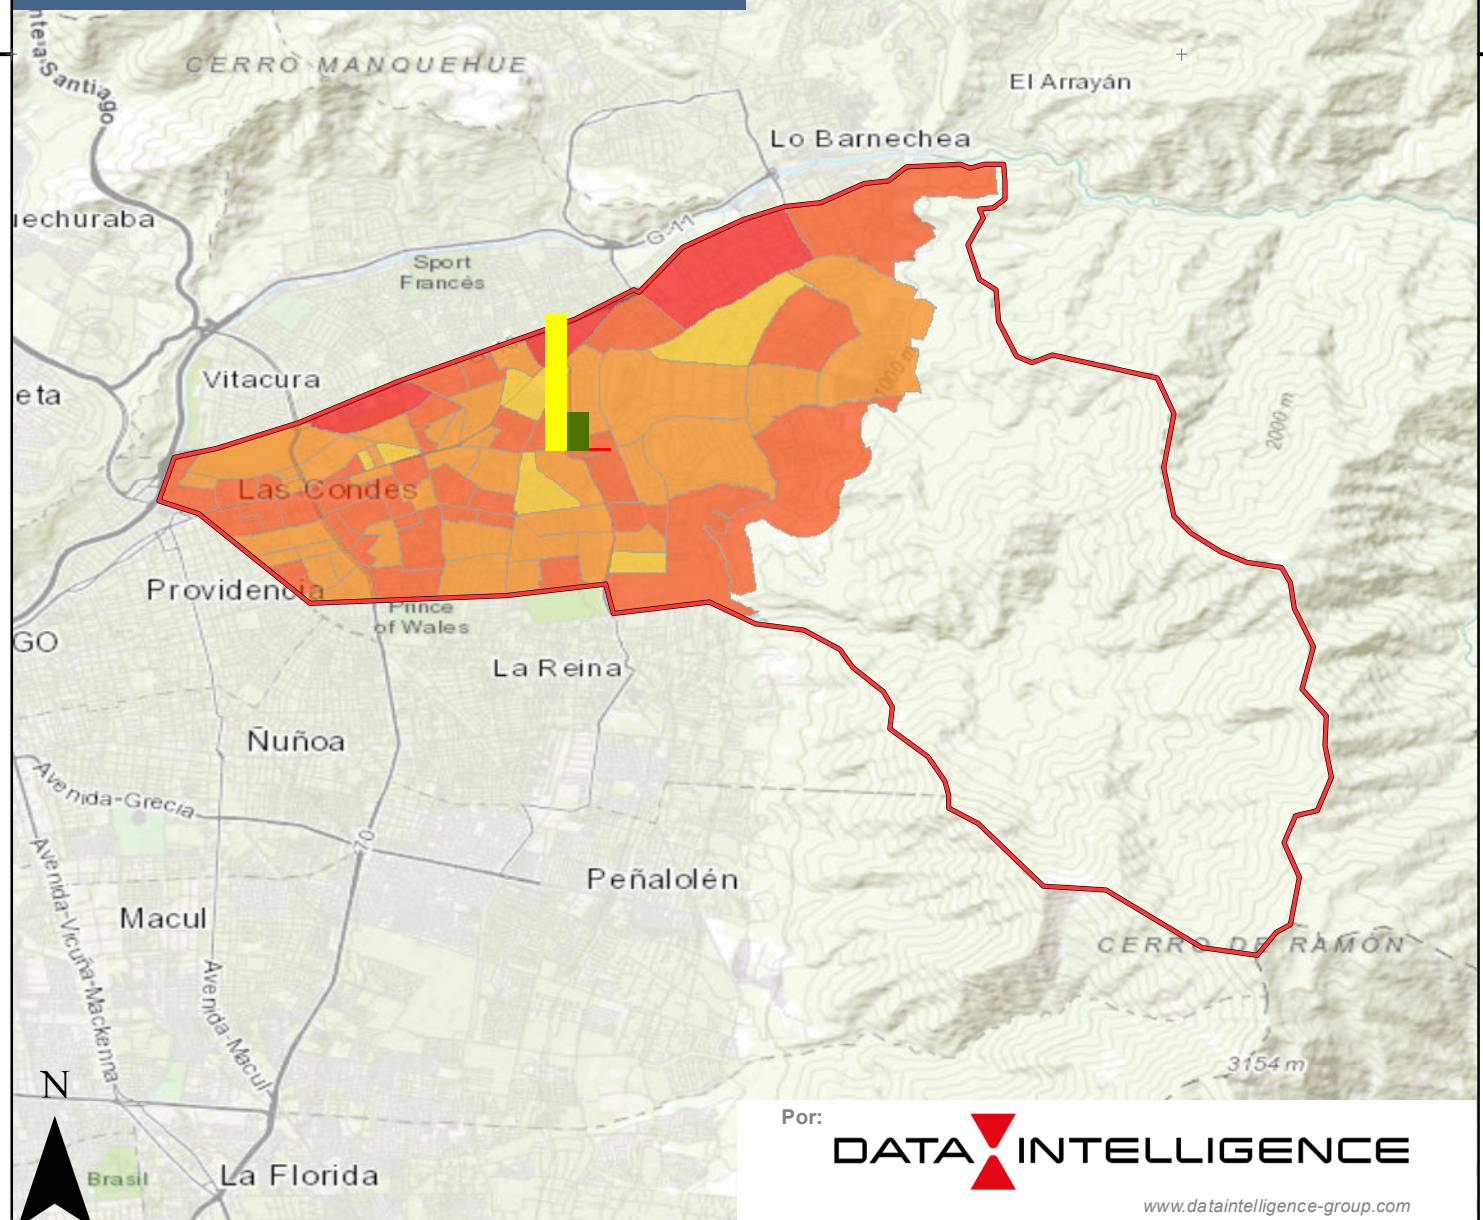 Santiago
CERRO MANQUEHUE
El Arrayán
Lo Barnechea
uechuraba
G-11
Sport
Francés
Vitacura
eta
1000 m
2000 m
Las Condes
Providencia
Prince
of Wales
GO
La Reina
Ñuñoa
Avenida-Grecia
70
Avenida-Vicuña-Mackenna
Peñalolén
Macul
Avenida-Macul
CERRO DE RAMÓN
3154 m
N
Brasil
La Florida
Por:
DATA INTELLIGENCE
www.dataintelligence-group.com